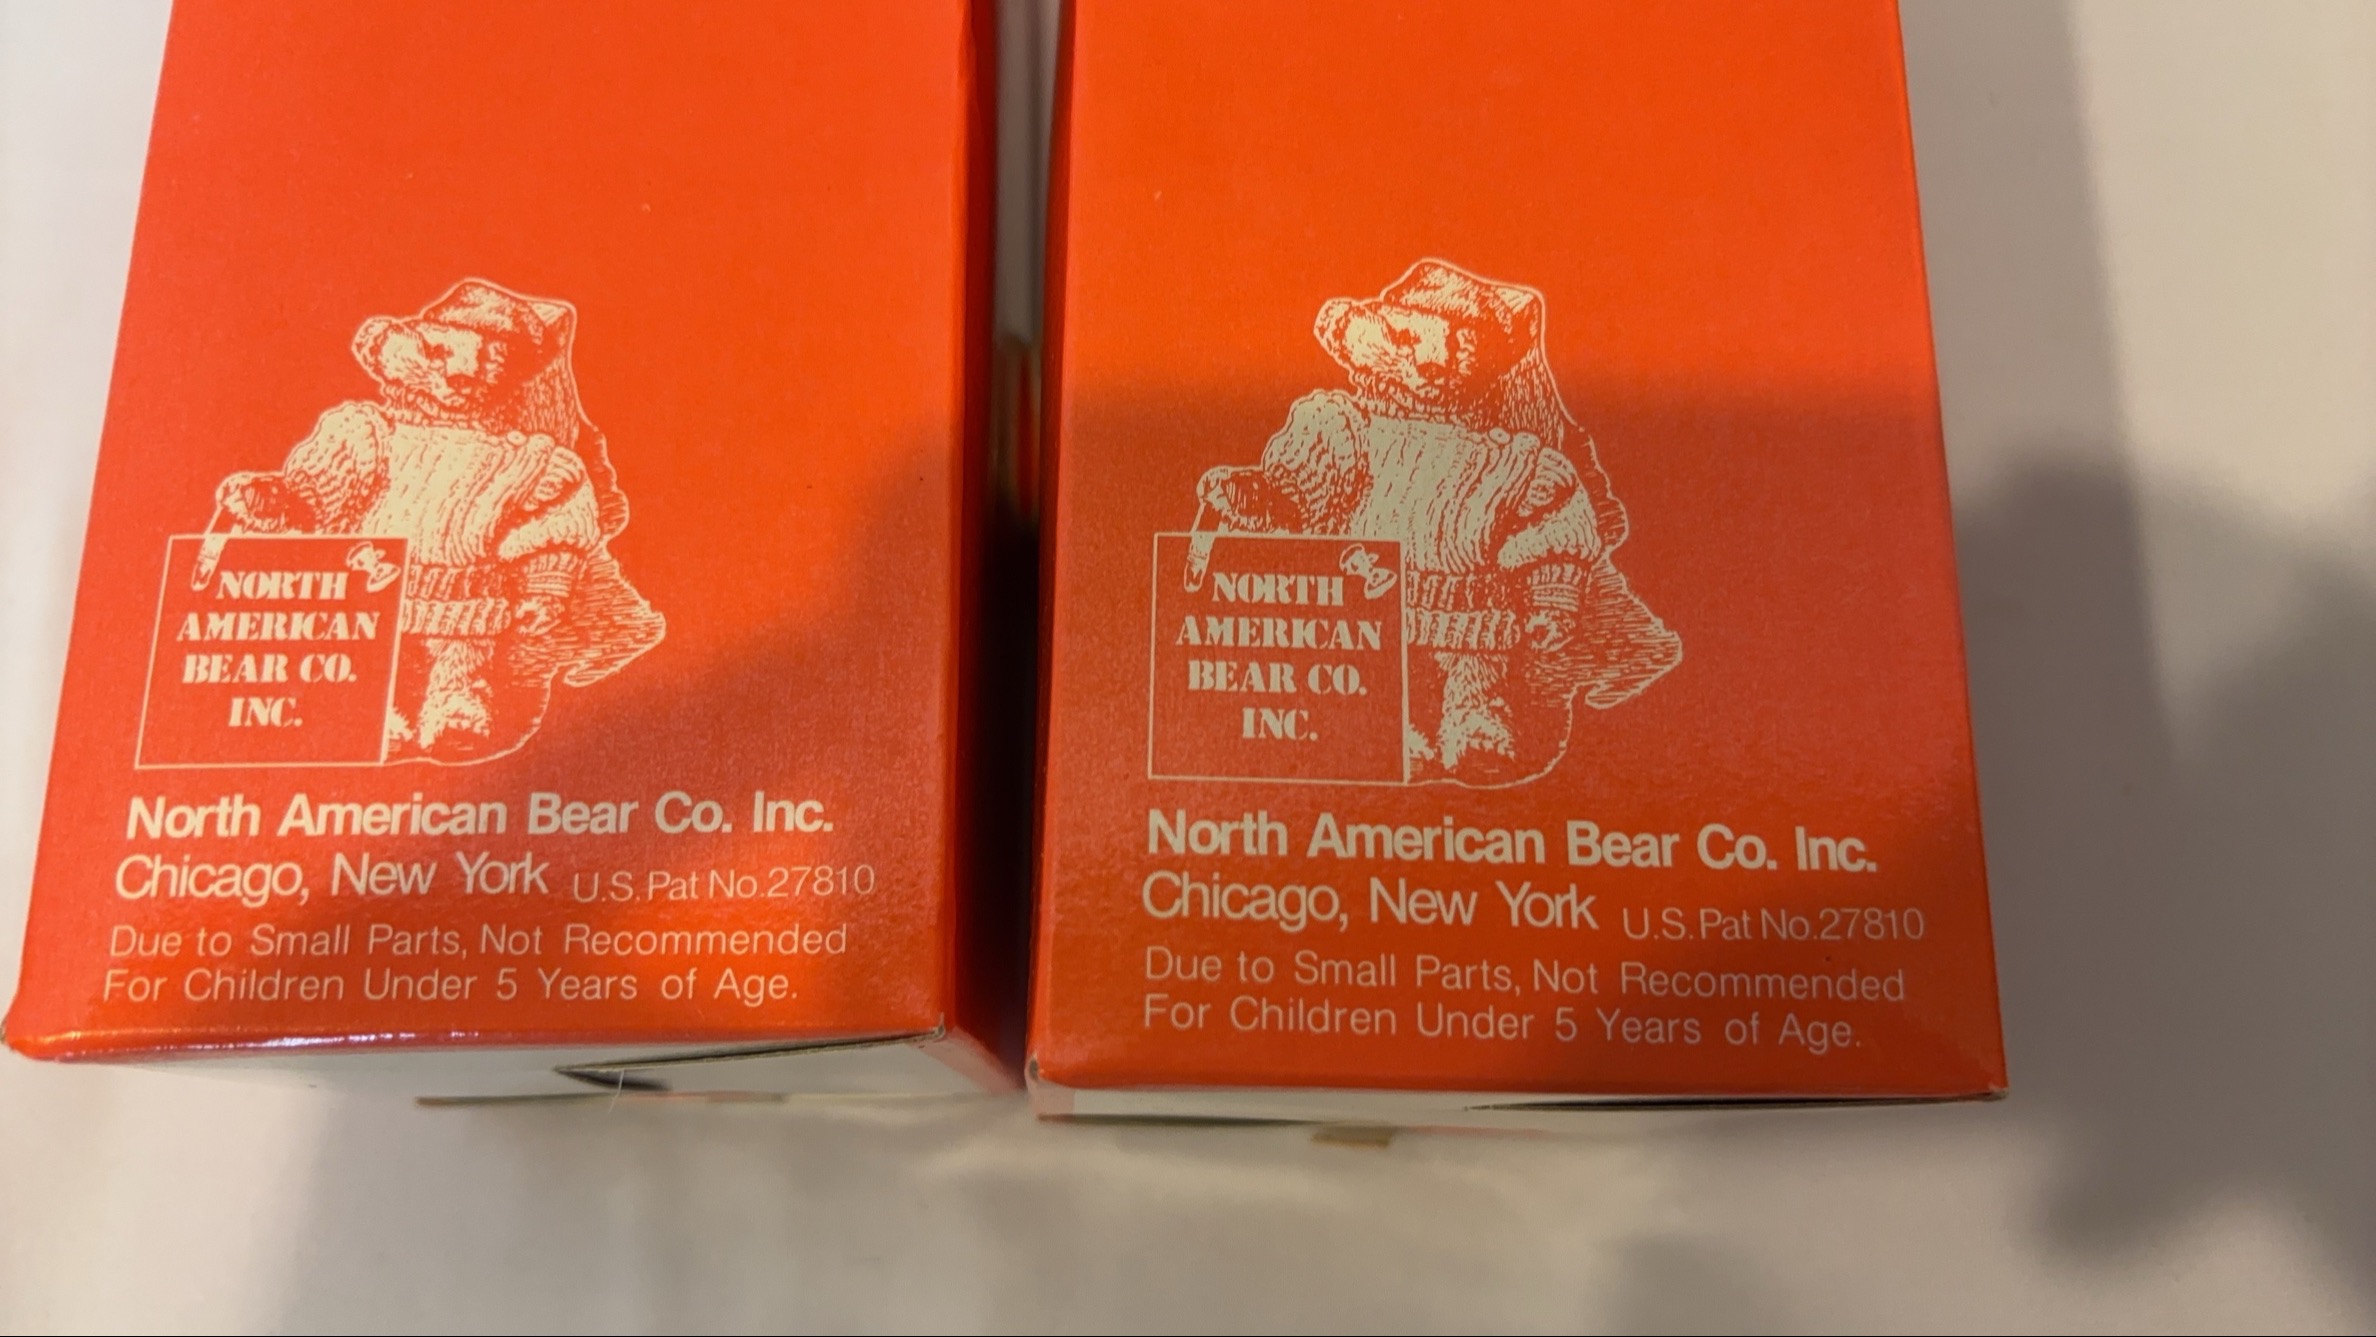 NORTH
AMERICAN
BEAR CO.
INC.
North American Bear Co. Inc.
Chicago, New York U.S. Pat No. 27810
Due to Small Parts, Not Recommended
For Children Under 5 Years of Age.
NORTH
AMERICAN
BEAR CO.
INC.
North American Bear Co. Inc.
Chicago, New York U.S. Pat No. 27810
Due to Small Parts, Not Recommended
For Children Under 5 Years of Age.